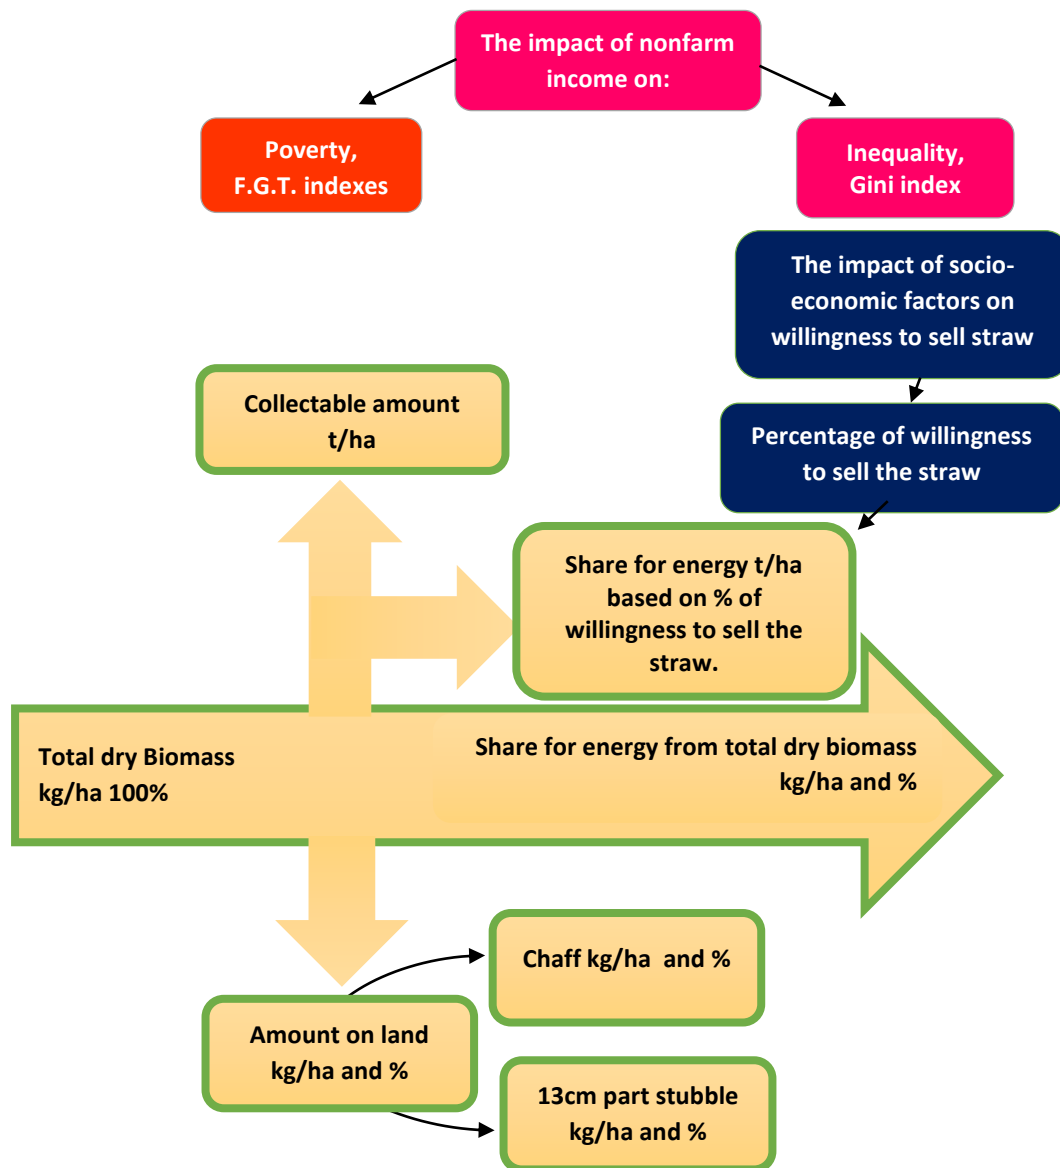 The impact of nonfarm
income on:
Poverty,
F.G.T. indexes
Inequality,
Gini index
The impact of socio-
economic factors on
willingness to sell straw
Collectable amount
t/ha
Percentage of willingness
to sell the straw
Share for energy t/ha
based on % of
willingness to sell the
straw.
Total dry Biomass
kg/ha 100%
Share for energy from total dry biomass
kg/ha and %
Chaff kg/ha  and %
Amount on land
kg/ha and %
13cm part stubble
kg/ha and %